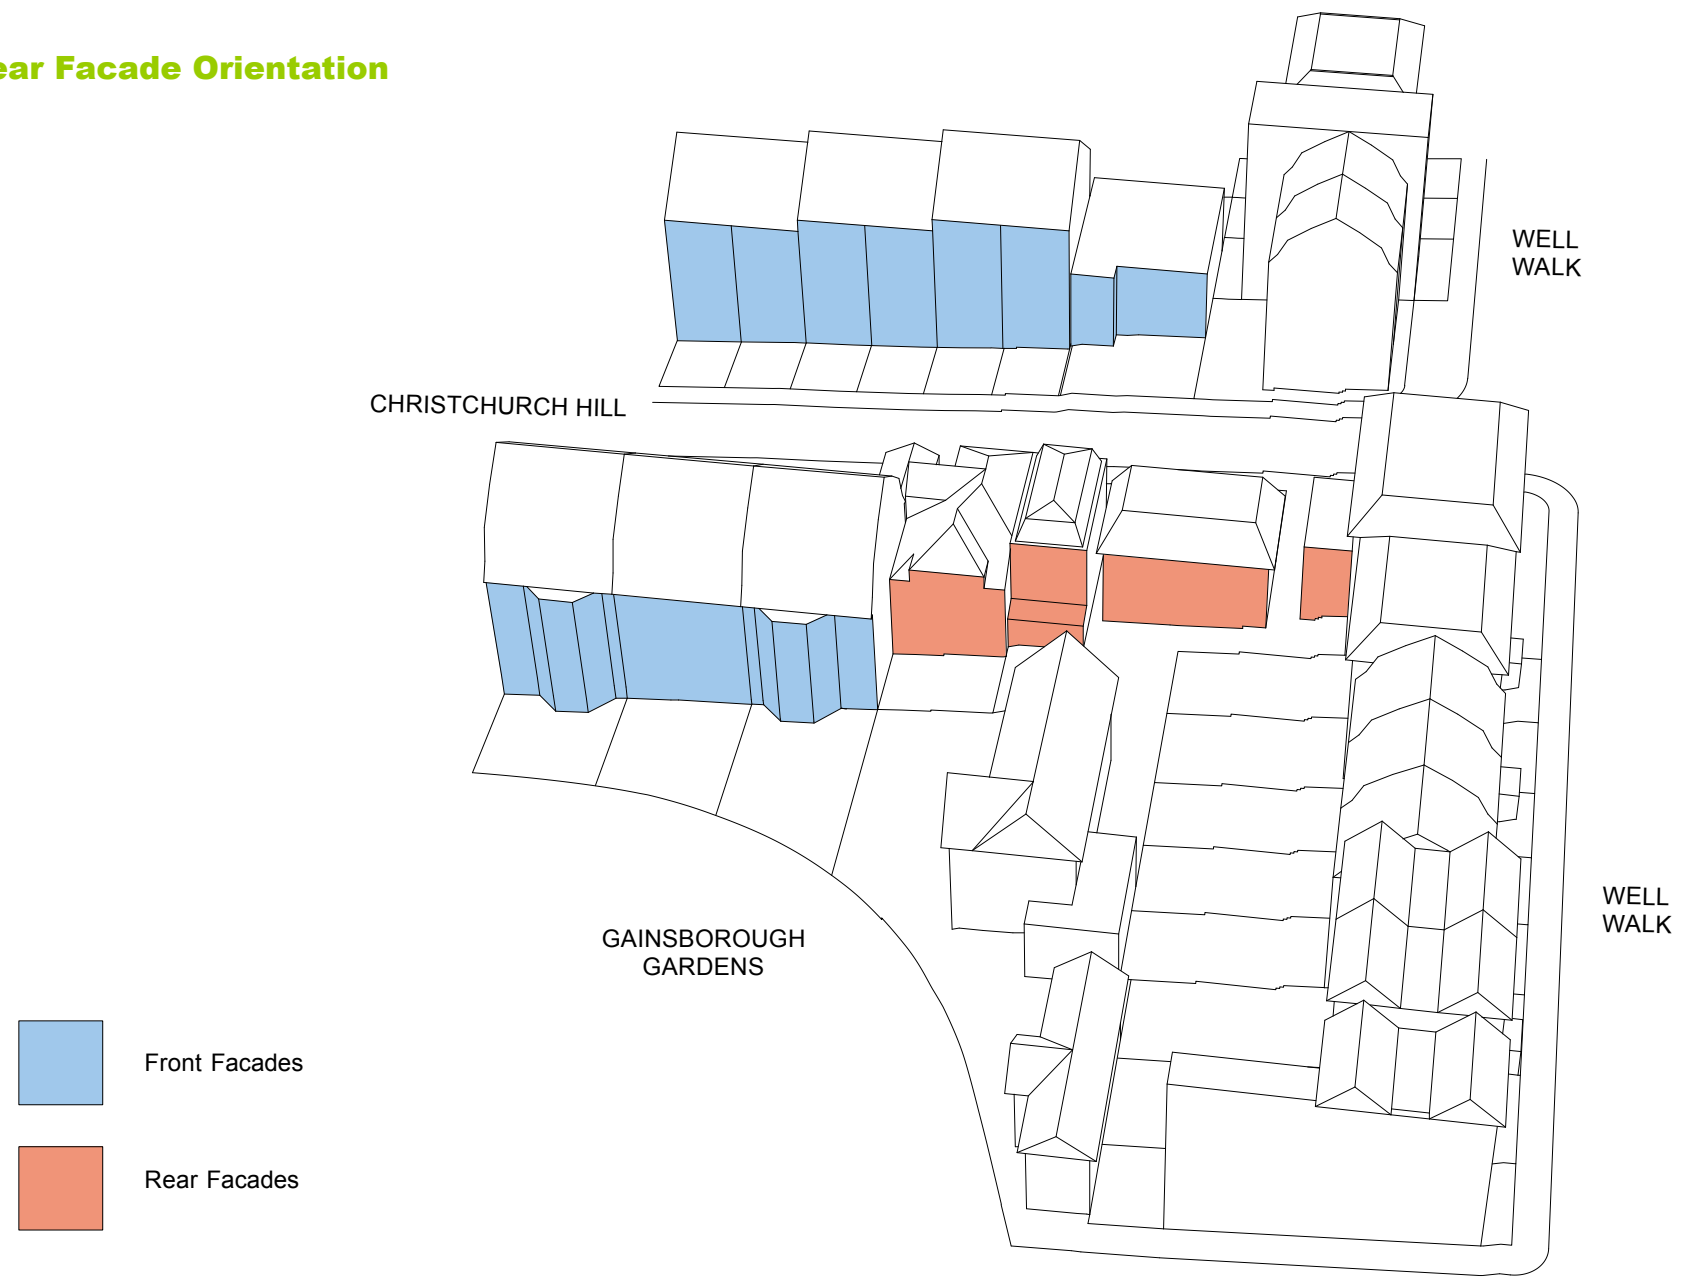 ear Facade Orientation
WELL
WALK
CHRISTCHURCH HILL
WELL
WALK
GAINSBOROUGH
GARDENS
Front Facades
Rear Facades